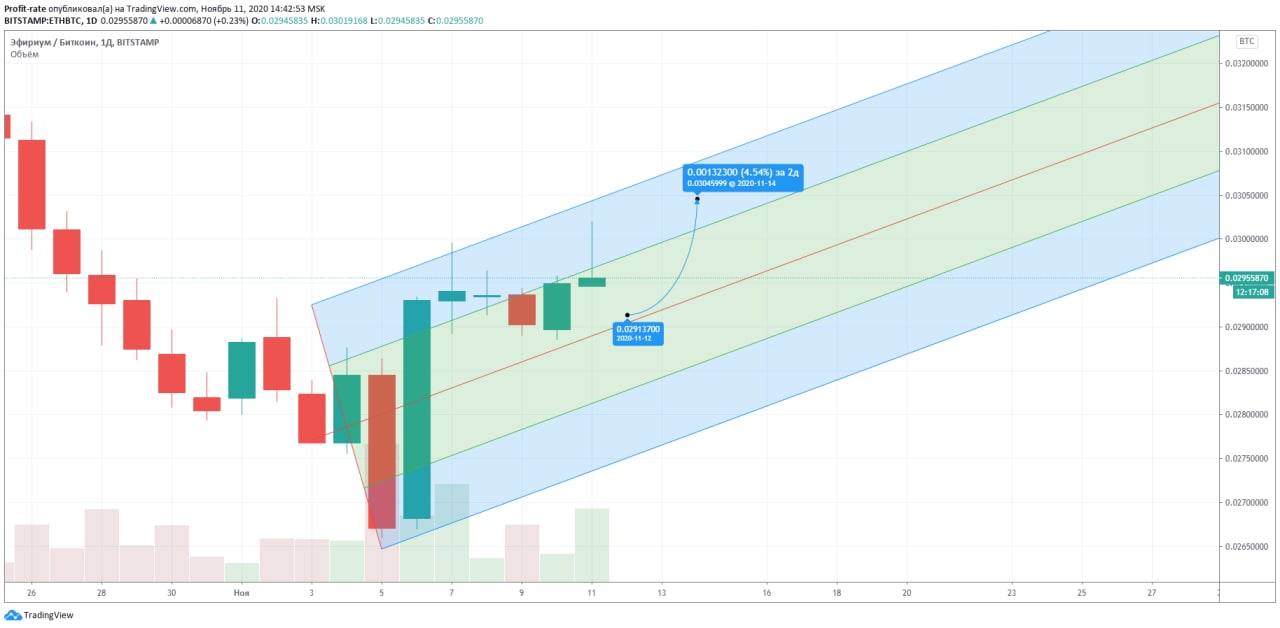 Profit-rate опубликовал(а) на TradingView.com, Ноябрь 11, 2020 14:42:53 MSK
BITSTAMP:ETHBTC, 1D 0.02955870 ▲ +0.00006870 (+0.23%) O:0.02945835 H:0.03019168 L:0.02945835 C:0.02955870
Эфириум / Биткоин, 1Д, BITSTAMP
Объём
BTC
0.03200000
0.03150000
0.03100000
0.00132300 (4.54%) за 2д
0.03045999 @ 2020-11-14
0.03050000
0.03000000
0.02955870
12:17:08
0.02913700
2020-11-12
0.02900000
0.02850000
0.02800000
0.02750000
0.02700000
0.02650000
26 28 30 Ноя 3 5 7 9 11 13 16 18 20 23 25 27
TradingView